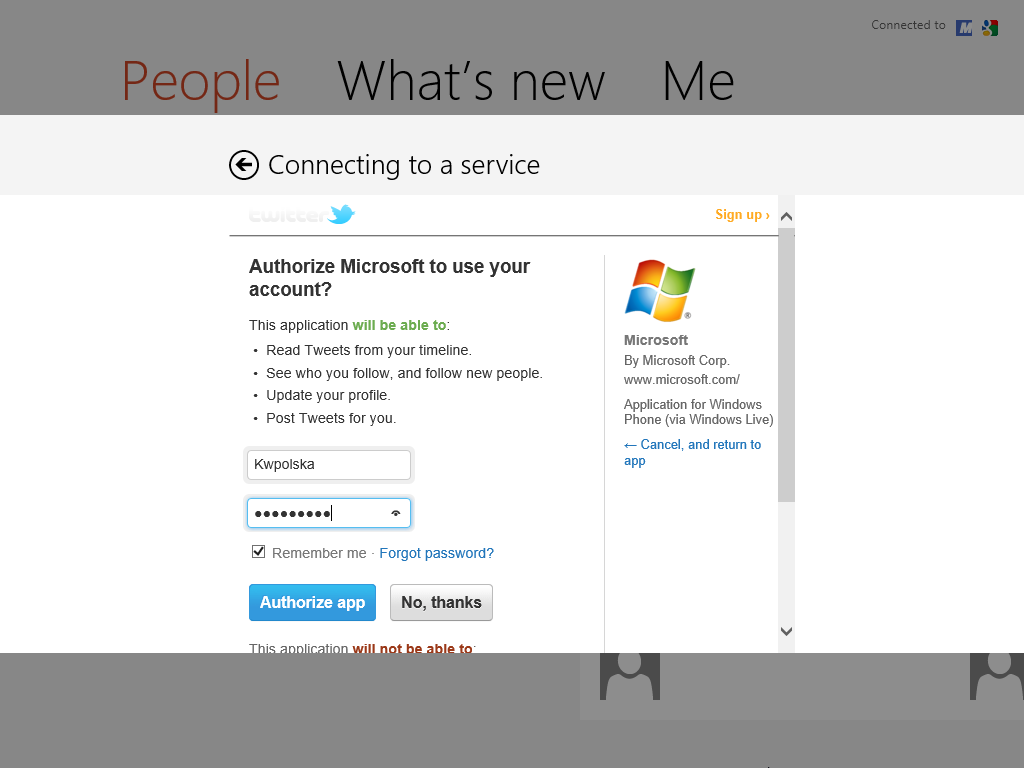 Connected to
People What's new Me
Connecting to a service
twitter
Sign up ›
Authorize Microsoft to use your
account?
This application will be able to:
• Read Tweets from your timeline.
• See who you follow, and follow new people.
• Update your profile.
• Post Tweets for you.
Kwpolska
●●●●●●●●●
Remember me · Forgot password?
Authorize app
No, thanks
This application will not be able to:
®
Microsoft
By Microsoft Corp.
www.microsoft.com/
Application for Windows
Phone (via Windows Live)
← Cancel, and return to
app